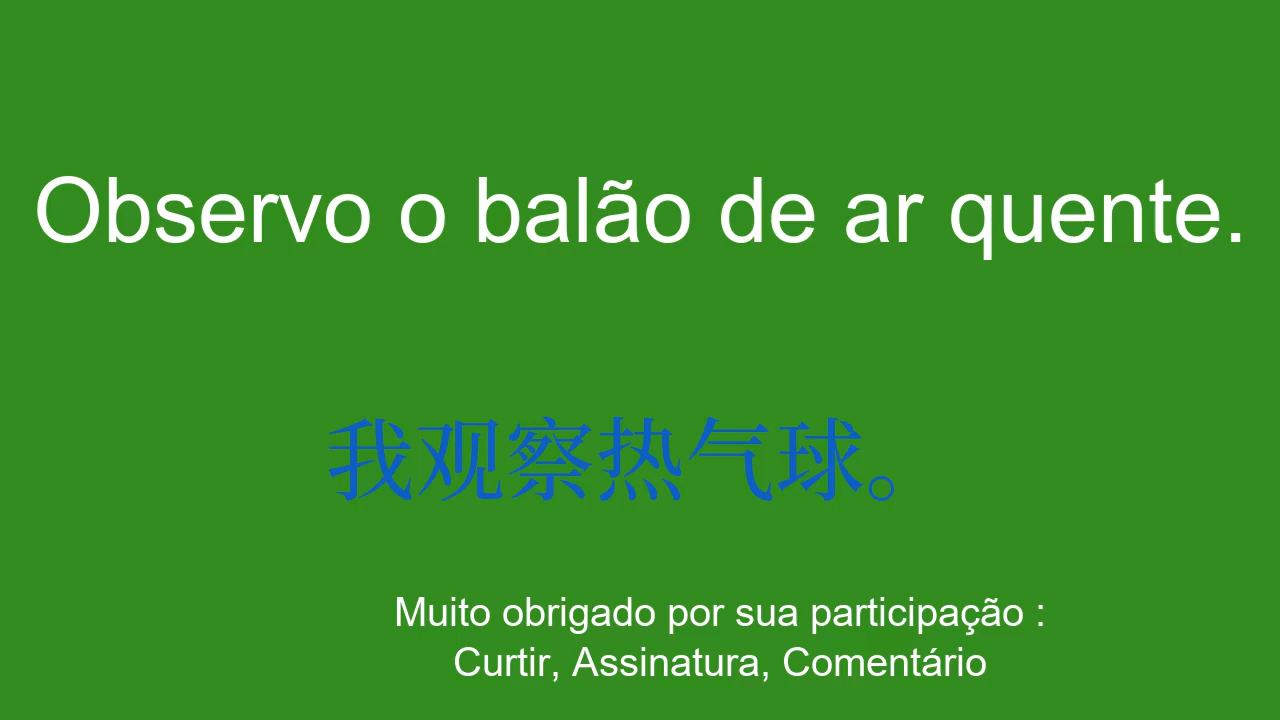 Observo o balão de ar quente.
我观察热气球。
Muito obrigado por sua participação :
Curtir, Assinatura, Comentário